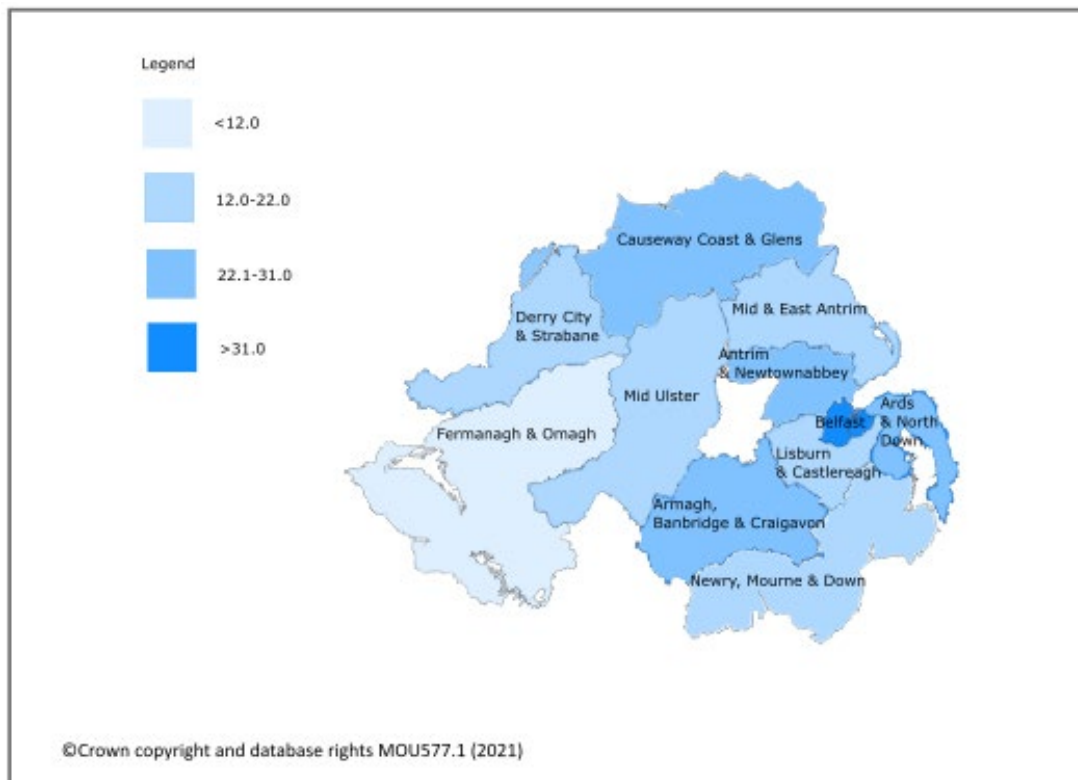 Legend
<12.0
12.0-22.0
22.1-31.0
>31.0
Causeway Coast & Glens
Derry City
& Strabane
Mid & East Antrim
Antrim
& Newtownabbey
Mid Ulster
Fermanagh & Omagh
Belfast
Ards
& North
Down,
Lisburn
& Castlereagh
Armagh,
Banbridge & Craigavon
Newry, Mourne & Down
©Crown copyright and database rights MOU577.1 (2021)